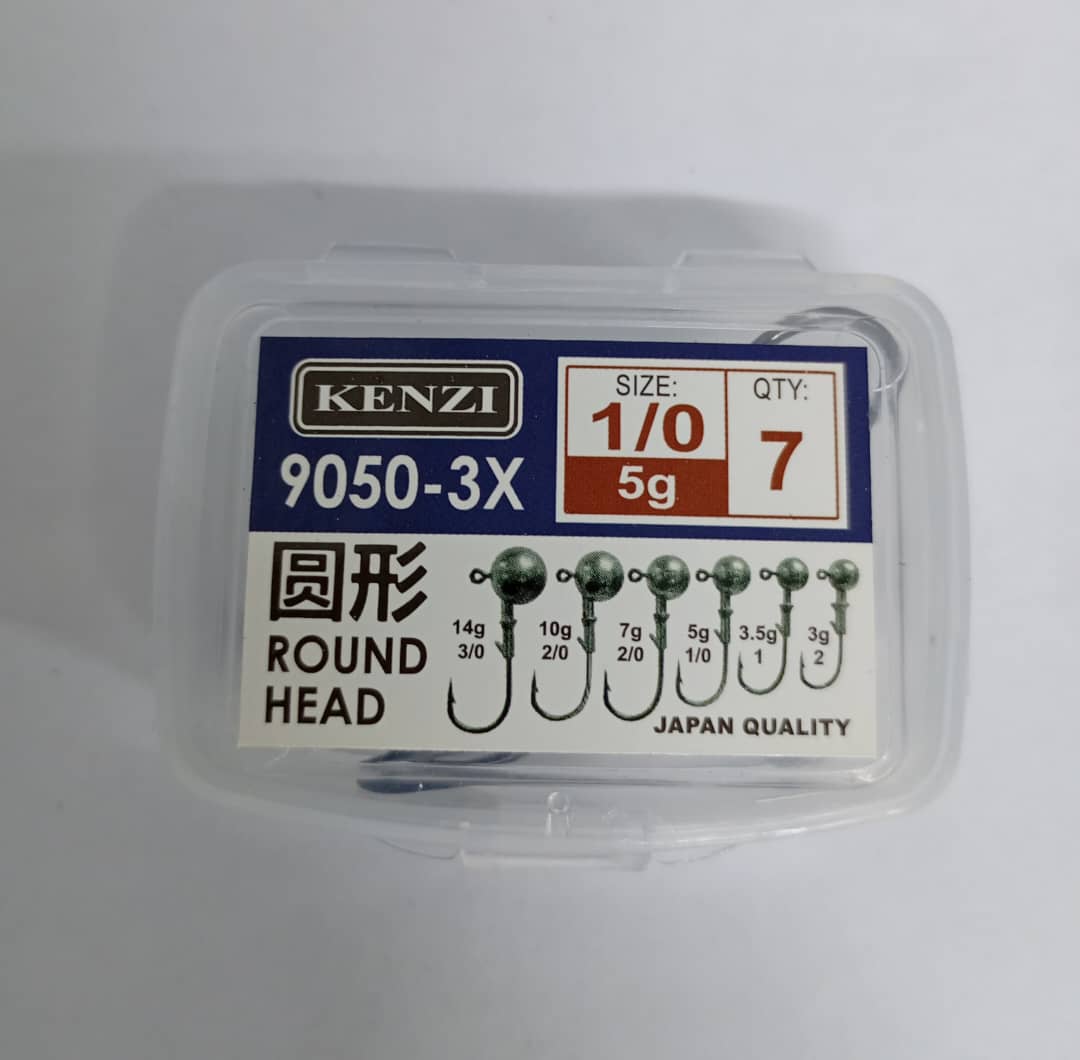 KENZI
9050-3X
SIZE:
1/0
5g
QTY:
7
圆形
ROUND
HEAD
14g
3/0
10g
2/0
7g
2/0
5g
1/0
3.5g
1
3g
2
JAPAN QUALITY